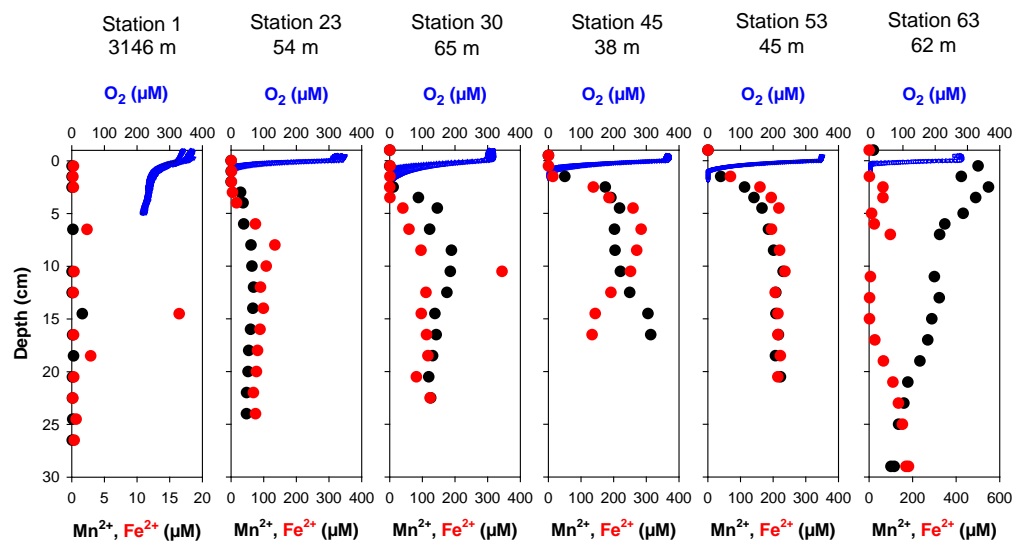 Station 1 Station 23 Station 30 Station 45 Station 53 Station 63
3146 m 54 m 65 m 38 m 45 m 62 m
O₂ (µM) O₂ (µM) O₂ (µM) O₂ (µM) O₂ (µM) O₂ (µM)
0 100 200 300 400 0 100 200 300 400 0 100 200 300 400 0 100 200 300 400 0 100 200 300 400 0 100 200 300 400
0
5
10
15
20
25
30
Depth (cm)
0 5 10 15 20 0 100 200 300 400 0 100 200 300 400 0 100 200 300 400 0 100 200 300 400 0 200 400 600
Mn²⁺, Fe²⁺ (µM) Mn²⁺, Fe²⁺ (µM) Mn²⁺, Fe²⁺ (µM) Mn²⁺, Fe²⁺ (µM) Mn²⁺, Fe²⁺ (µM) Mn²⁺, Fe²⁺ (µM)